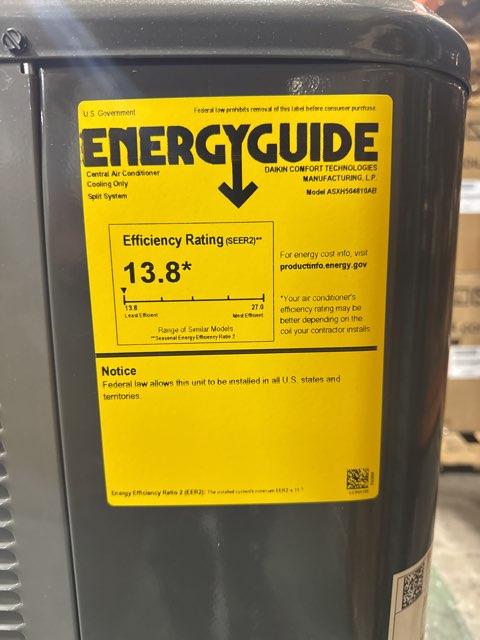 U.S. Government
Federal law prohibits removal of this label before consumer purchase.
ENERGYGUIDE
Central Air Conditioner
Cooling Only
Split System
DAIKIN COMFORT TECHNOLOGIES
MANUFACTURING, L.P.
Model ASXH504810AB
Efficiency Rating (SEER2)**
13.8*
13.8
27.0
Least Efficient
Most Efficient
Range of Similar Models
**Seasonal Energy Efficiency Ratio 2
For energy cost info, visit
productinfo.energy.gov
*Your air conditioner's
efficiency rating may be
better depending on the
coil your contractor installs
Notice
Federal law allows this unit to be installed in all U.S. states and
territories.
Energy Efficiency Ratio 2 (EER2): The installed system's minimum EER2 is